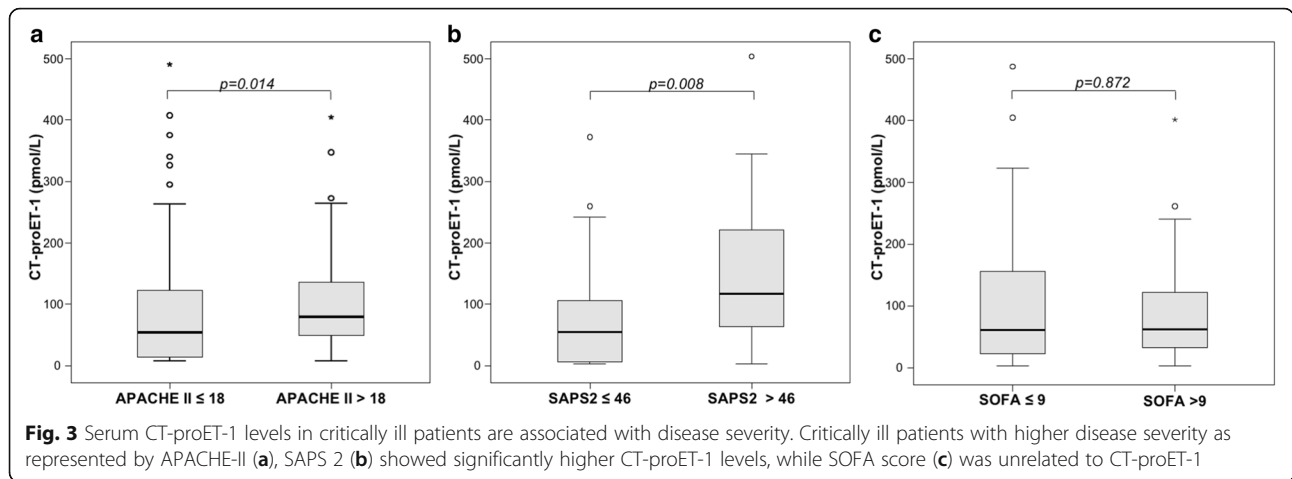 a
CT-proET-1 (pmol/L)
500
400
300
200
100
0
p=0.014
*
*
APACHE II ≤ 18
APACHE II > 18
b
CT-proET-1 (pmol/L)
500
400
300
200
100
0
p=0.008
SAPS2 ≤ 46
SAPS2 > 46
c
CT-proET-1 (pmol/L)
500
400
300
200
100
0
p=0.872
*
SOFA ≤ 9
SOFA >9
Fig. 3 Serum CT-proET-1 levels in critically ill patients are associated with disease severity. Critically ill patients with higher disease severity as
represented by APACHE-II (a), SAPS 2 (b) showed significantly higher CT-proET-1 levels, while SOFA score (c) was unrelated to CT-proET-1